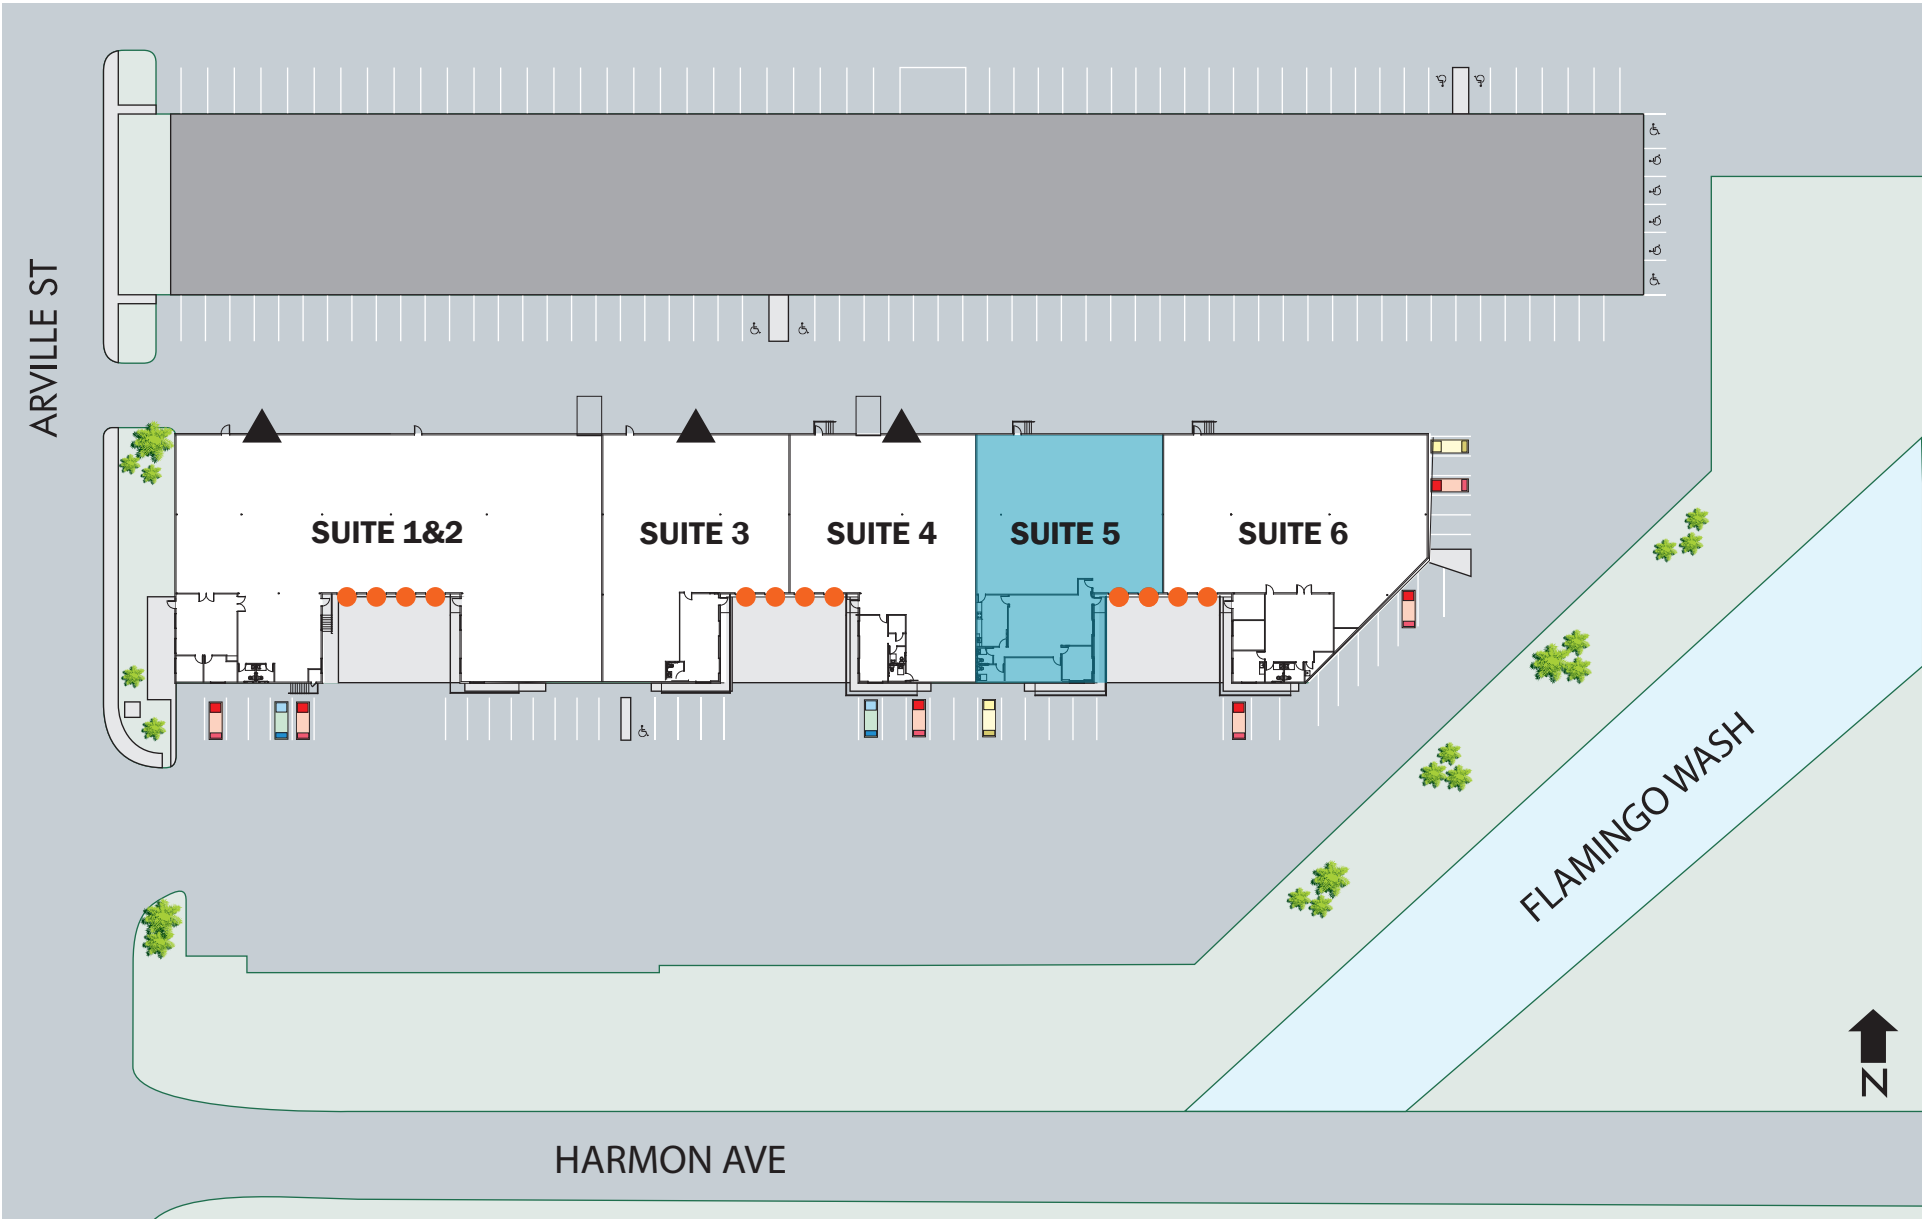 ARVILLE ST
SUITE 1&2
SUITE 3
SUITE 4
SUITE 5
SUITE 6
FLAMINGO WASH
N
HARMON AVE